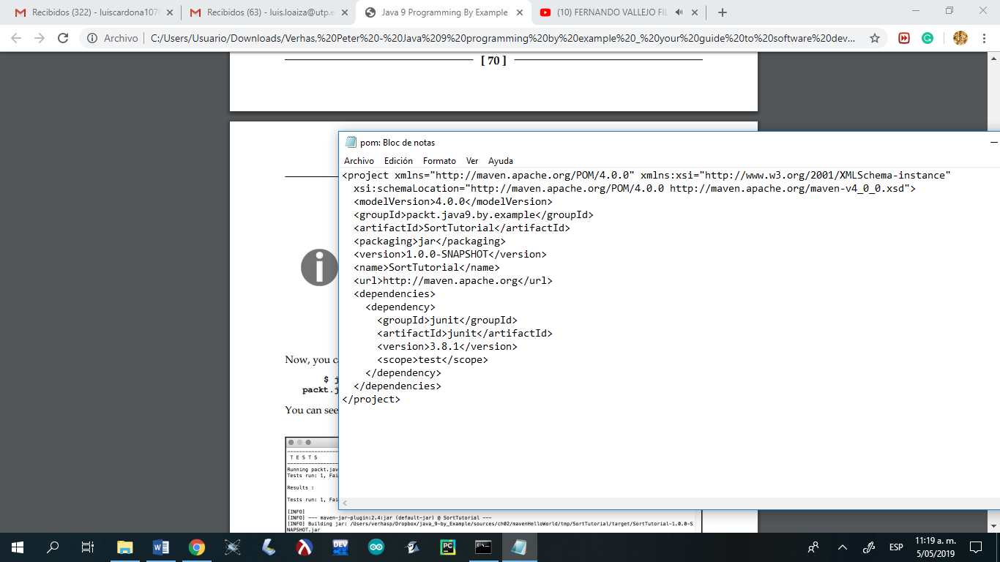 Recibidos (322) - luiscardona107
Recibidos (63) - luis.loaiza@utp.e
Java 9 Programming By Example
(10) FERNANDO VALLEJO FIL
Archivo
C:/Users/Usuario/Downloads/Verhas,%20Peter%20-%20Java%209%20programming%20by%20example%20_%20your%20guide%20to%20software%20dev...
[ 70 ]
pom: Bloc de notas
Archivo Edición Formato Ver Ayuda
<project xmlns="http://maven.apache.org/POM/4.0.0" xmlns:xsi="http://www.w3.org/2001/XMLSchema-instance"
xsi:schemaLocation="http://maven.apache.org/POM/4.0.0 http://maven.apache.org/maven-v4_0_0.xsd">
<modelVersion>4.0.0</modelVersion>
<groupId>packt.java9.by.example</groupId>
<artifactId>SortTutorial</artifactId>
<packaging>jar</packaging>
<version>1.0.0-SNAPSHOT</version>
<name>SortTutorial</name>
<url>http://maven.apache.org</url>
<dependencies>
<dependency>
<groupId>junit</groupId>
<artifactId>junit</artifactId>
<version>3.8.1</version>
<scope>test</scope>
</dependency>
</dependencies>
</project>
Now, you c
$ j
packt.j
You can see
T E S T S
Running packt.jav
Tests run: 1, Fai
Results :
Tests run: 1, Fai
[INFO]
[INFO] --- maven-jar-plugin:2.4:jar (default-jar) @ SortTutorial ---
[INFO] Building jar: /Users/verhasp/Dropbox/java_9-by_Example/sources/ch02/mavenHelloWorld/tmp/SortTutorial/target/SortTutorial-1.0.0-S
NAPSHOT.jar
DEV
PC
ESP
11:19 a. m.
5/05/2019